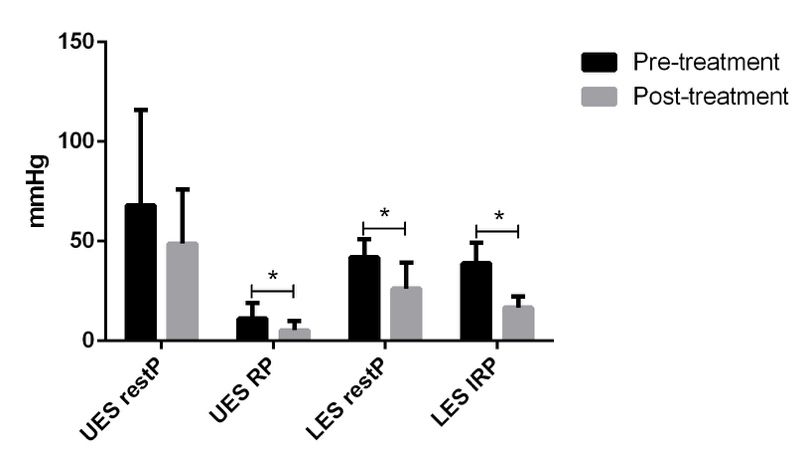 150
100
50
0
mmHg
Pre-treatment
Post-treatment
*
*
*
UES restP
UES RP
LES restP
LES IRP